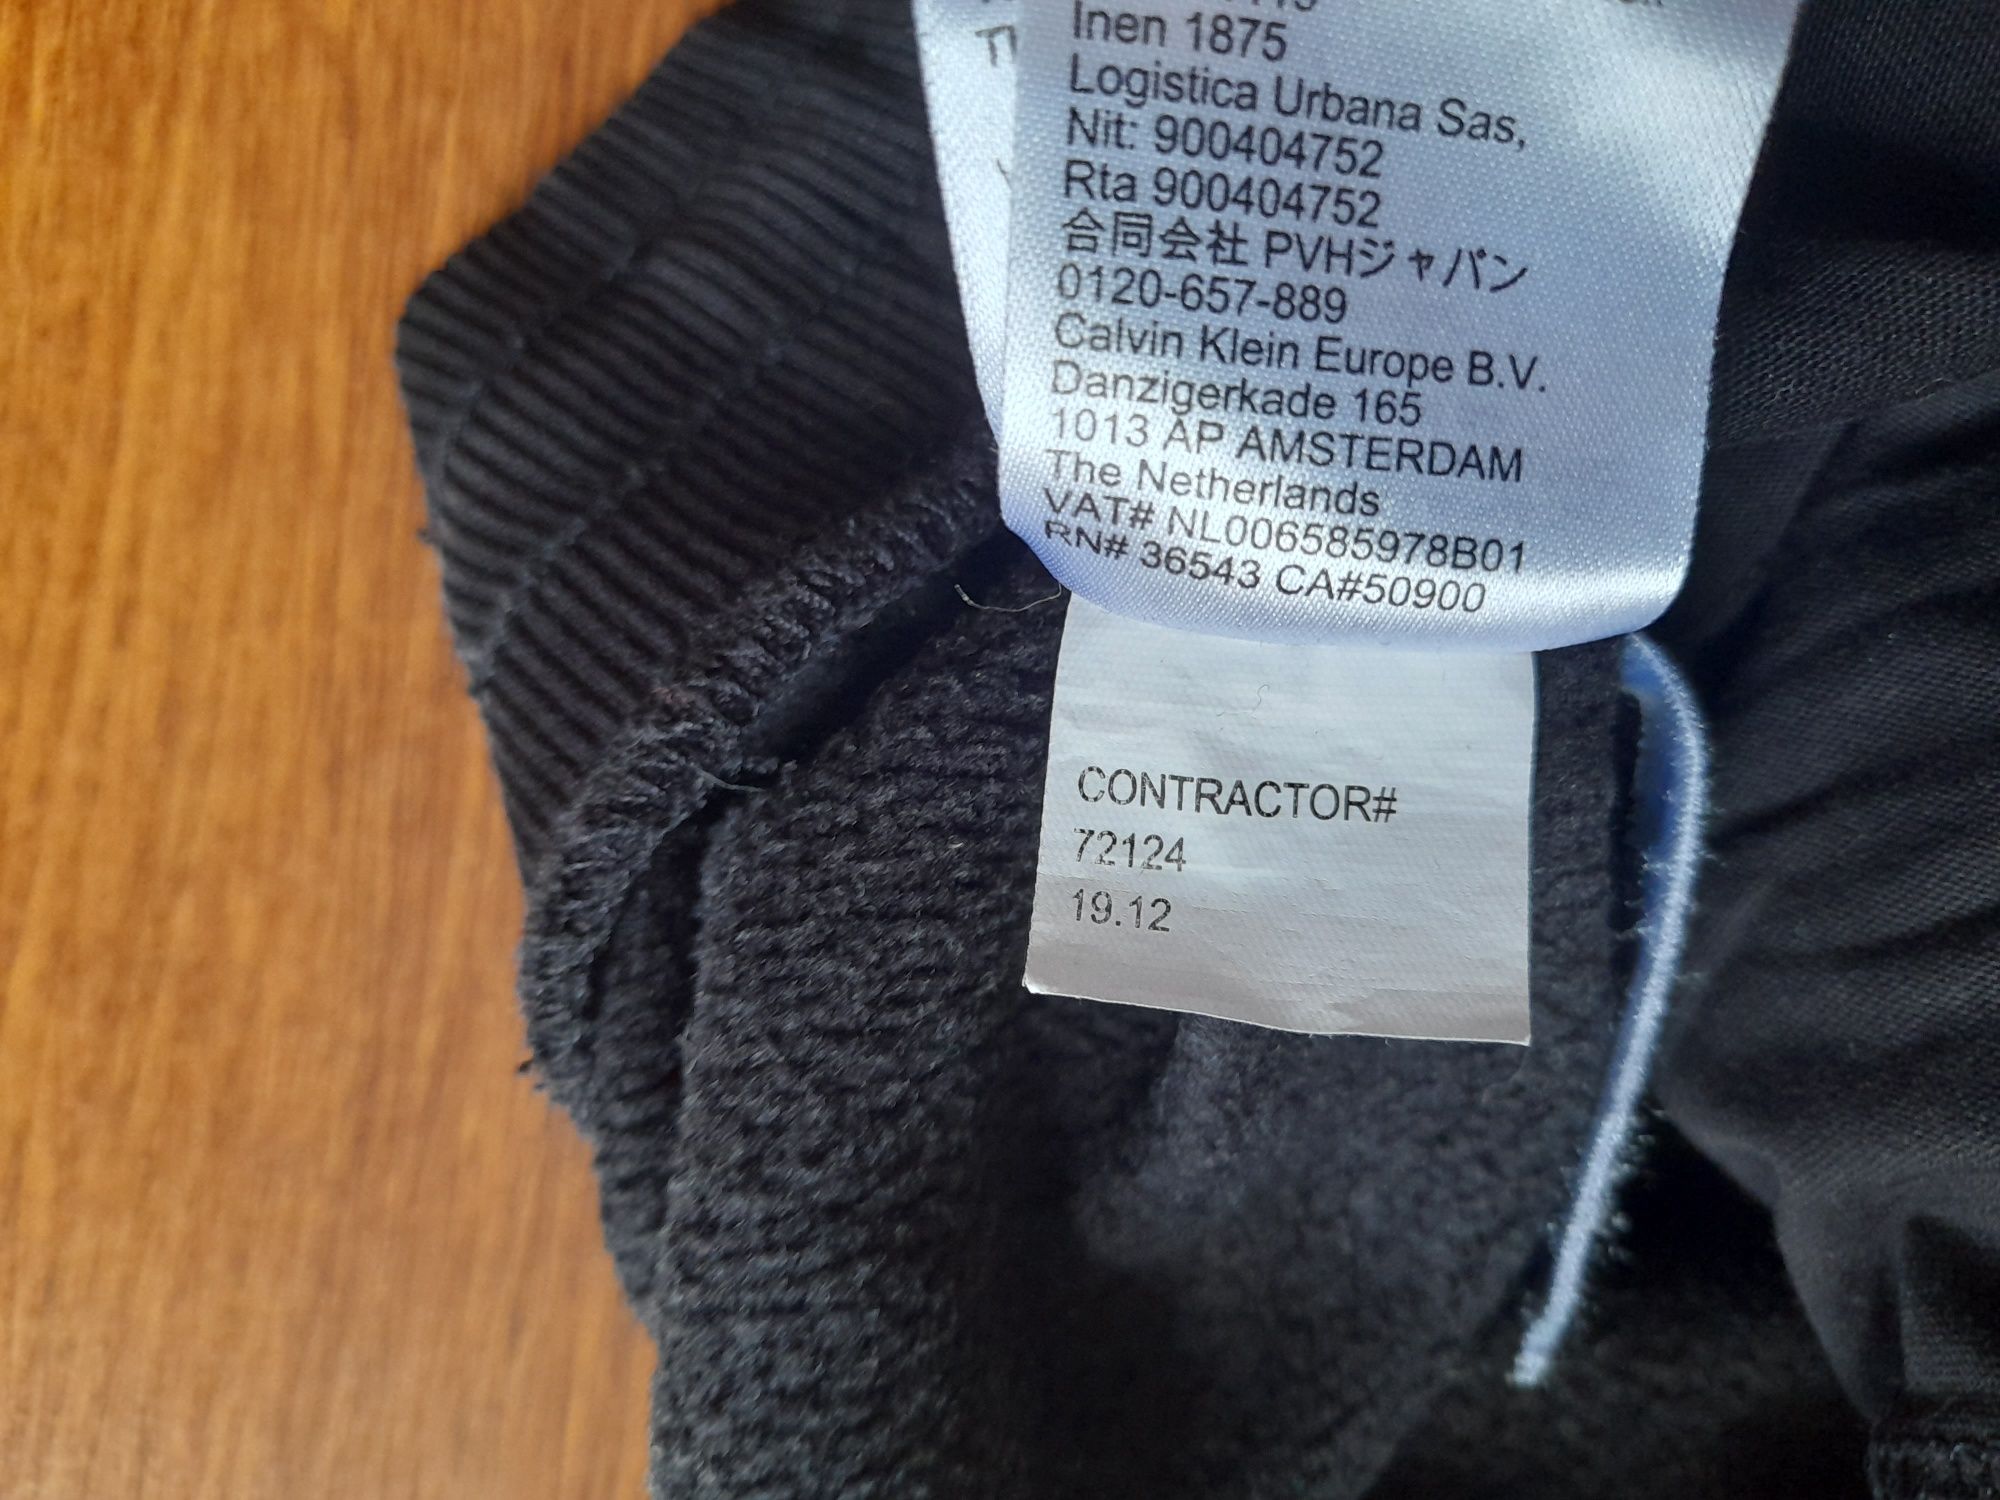 Inen 1875
Logistica Urbana Sas,
Nit: 900404752
Rta 900404752
合同会社 PVHジャパン
0120-657-889
Calvin Klein Europe B.V.
Danzigerkade 165
1013 AP AMSTERDAM
The Netherlands
VAT# NL006585978B01
RN# 36543 CA#50900
CONTRACTOR#
72124
19.12